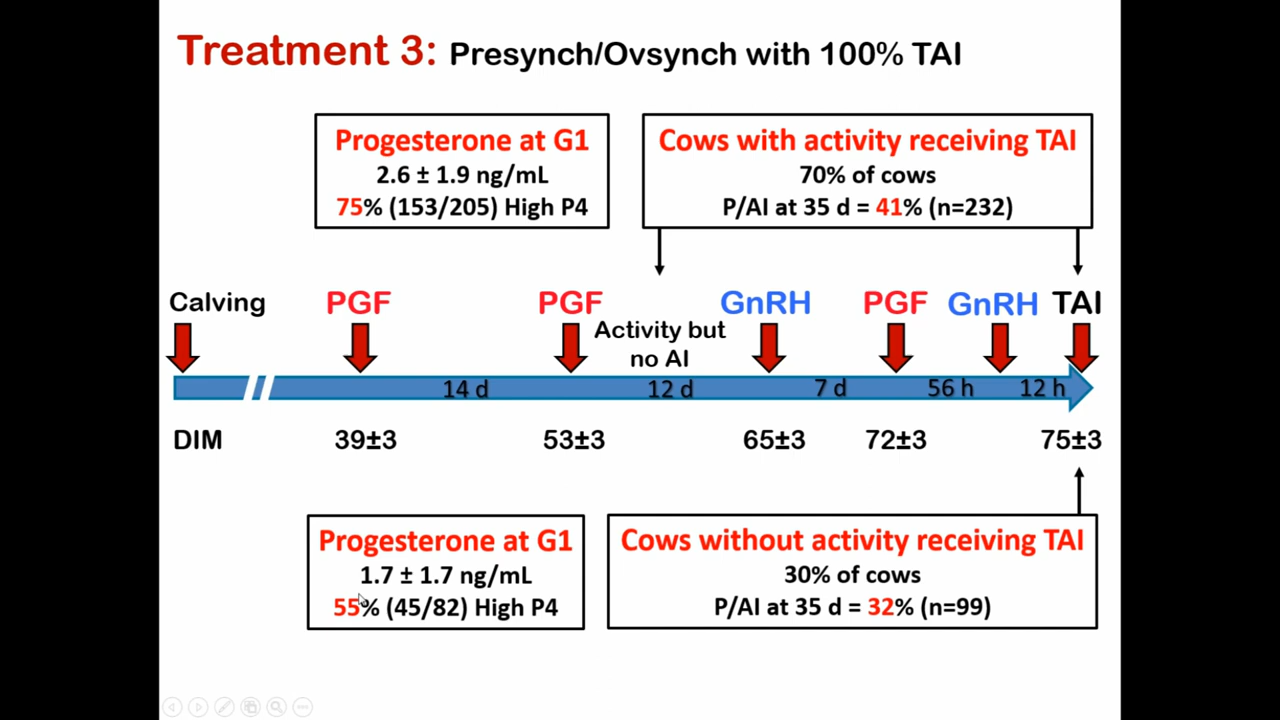 Treatment 3: Presynch/Ovsynch with 100% TAI
Progesterone at G1
2.6 ± 1.9 ng/mL
75% (153/205) High P4
Cows with activity receiving TAI
70% of cows
P/AI at 35 d = 41% (n=232)
Calving PGF PGF GnRH PGF GnRH TAI
Activity but
no AI
14 d 12 d 7 d 56 h 12 h
DIM 39±3 53±3 65±3 72±3 75±3
Progesterone at G1
1.7 ± 1.7 ng/mL
55% (45/82) High P4
Cows without activity receiving TAI
30% of cows
P/AI at 35 d = 32% (n=99)